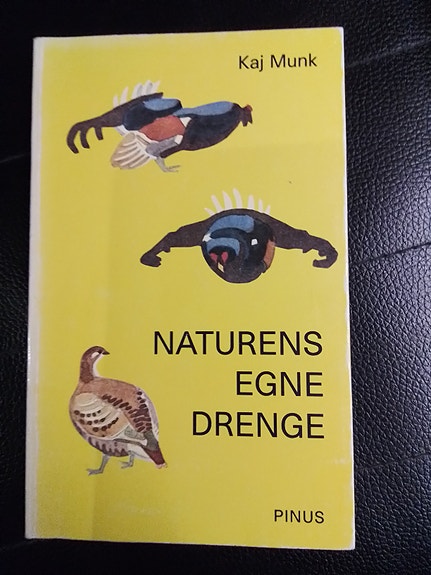 Kaj Munk
NATURENS
EGNE
DRENGE
PINUS